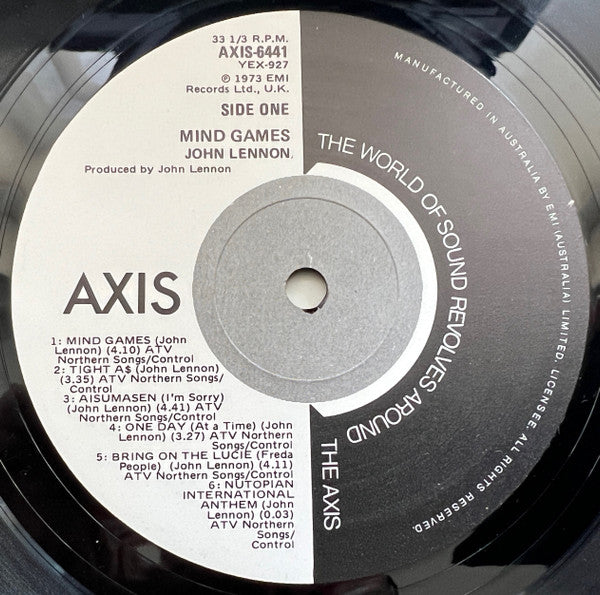 33 1/3 R.P.M.
AXIS-6441
YEX-927
℗ 1973 EMI
Records Ltd., U.K.
SIDE ONE
MIND GAMES
JOHN LENNON
Produced by John Lennon
AXIS
1: MIND GAMES (John
Lennon) (4.10) ATV
Northern Songs/Control
2: TIGHT A$ (John Lennon)
(3.35) ATV Northern Songs/
Control
3: AISUMASEN (I'm Sorry)
(John Lennon) (4.41) ATV
Northern Songs/Control
4: ONE DAY (At a Time) (John
Lennon) (3.27) ATV Northern
Songs/Control
5: BRING ON THE LUCIE (Freda
People) (John Lennon) (4.11)
ATV Northern Songs/Control
6: NUTOPIAN
INTERNATIONAL
ANTHEM (John
Lennon) (0.03)
ATV Northern
Songs/
Control
THE WORLD OF SOUND REVOLVES AROUND
THE AXIS
MANUFACTURED IN AUSTRALIA BY EMI (AUSTRALIA) LIMITED. LICENSEE. ALL RIGHTS RESERVED.